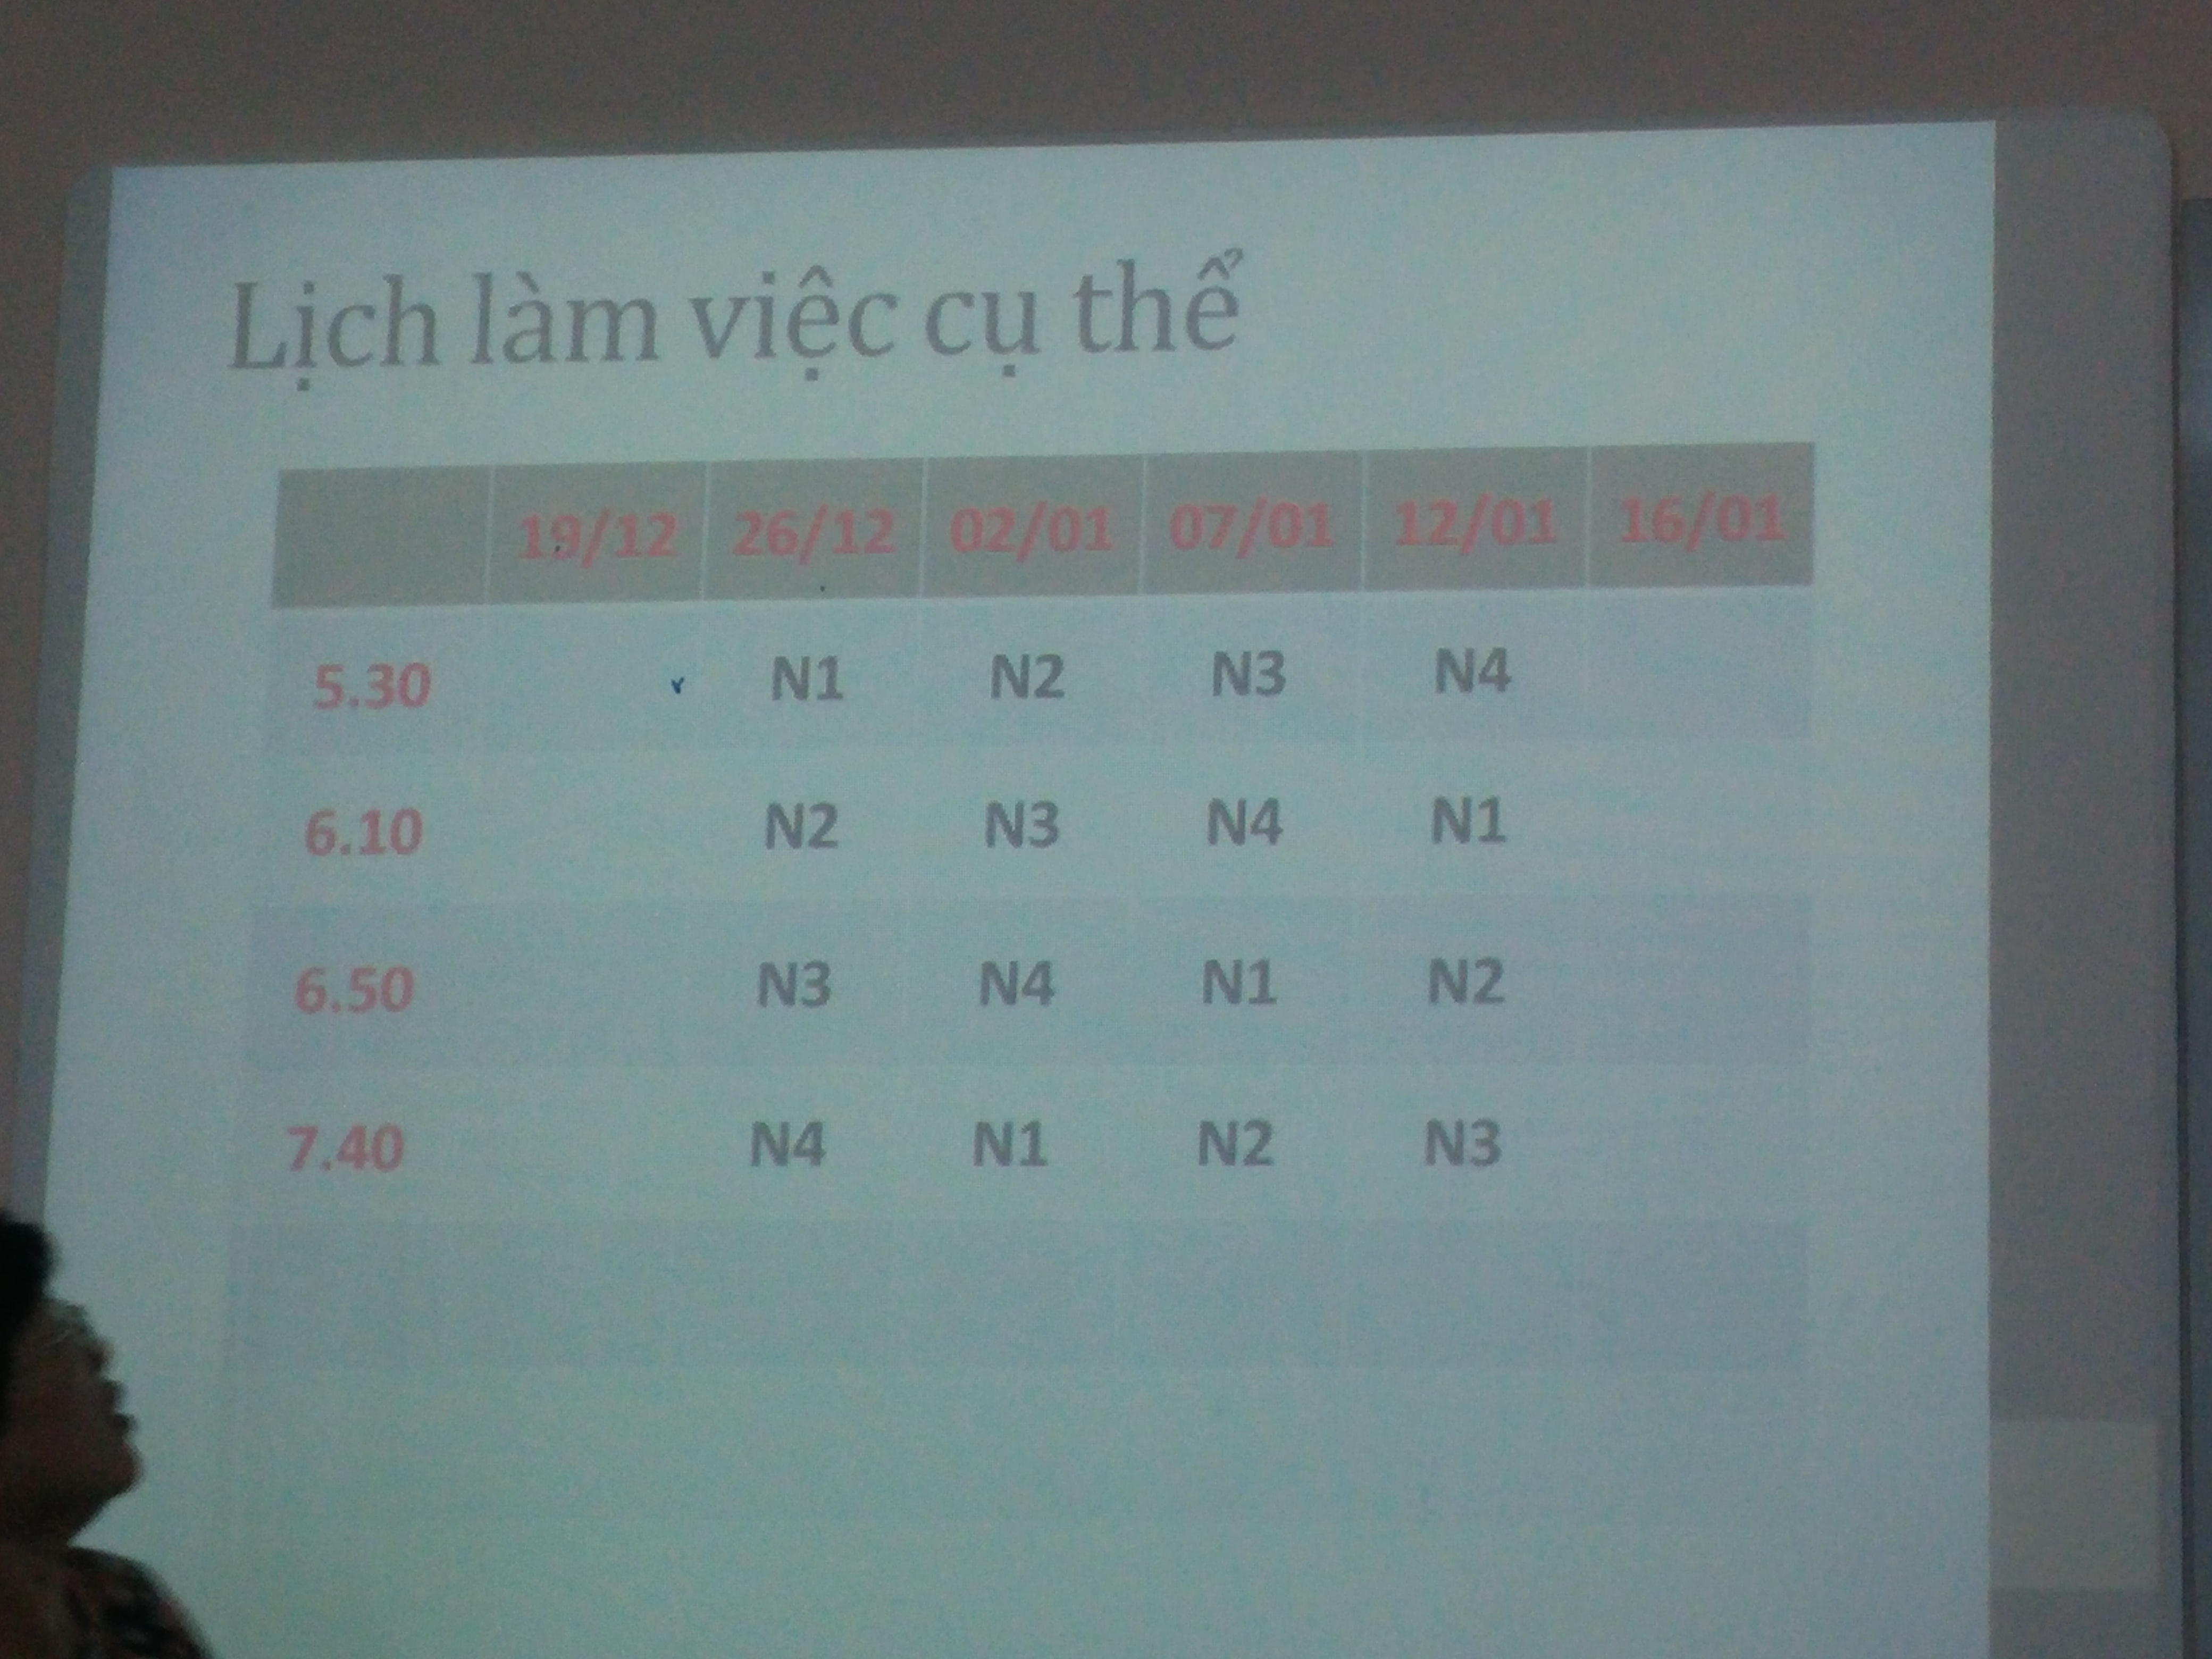 Lịch làm việc cụ thể
19/12 26/12 02/01 07/01 12/01 16/01
5.30 N1 N2 N3 N4
6.10 N2 N3 N4 N1
6.50 N3 N4 N1 N2
7.40 N4 N1 N2 N3